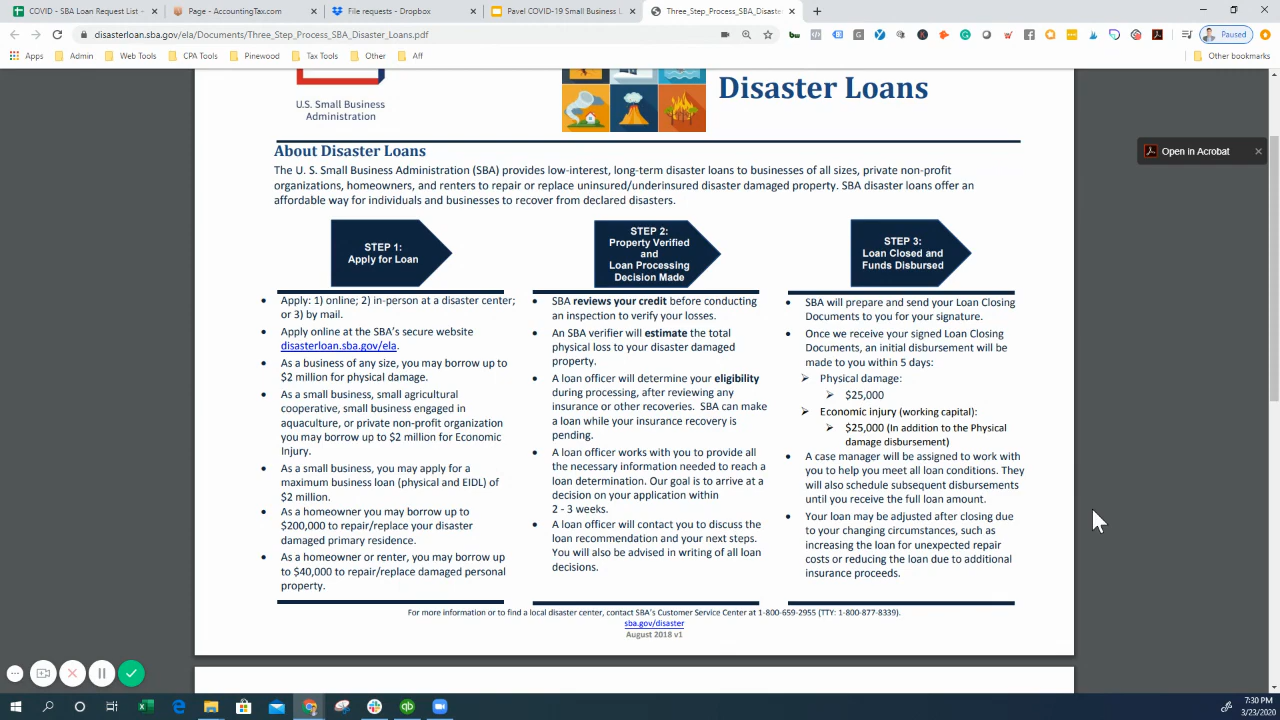 COVID - SBA Loan Request List -
Page - AccountingTax.com
File requests - Dropbox
Pavel COVID-19 Small Business L
Three_Step_Process_SBA_Disaster
disasterloan.sba.gov/ela/Documents/Three_Step_Process_SBA_Disaster_Loans.pdf
Paused
Apps
Admin
Web Tools
CPA Tools
Pinewood
Tax Tools
Other
Aff
Other bookmarks
U.S. Small Business
Administration
Disaster Loans
Open in Acrobat
About Disaster Loans
The U. S. Small Business Administration (SBA) provides low-interest, long-term disaster loans to businesses of all sizes, private non-profit
organizations, homeowners, and renters to repair or replace uninsured/underinsured disaster damaged property. SBA disaster loans offer an
affordable way for individuals and businesses to recover from declared disasters.
STEP 1:
Apply for Loan
• Apply: 1) online; 2) in-person at a disaster center;
or 3) by mail.
• Apply online at the SBA's secure website
disasterloan.sba.gov/ela.
• As a business of any size, you may borrow up to
$2 million for physical damage.
• As a small business, small agricultural
cooperative, small business engaged in
aquaculture, or private non-profit organization
you may borrow up to $2 million for Economic
Injury.
• As a small business, you may apply for a
maximum business loan (physical and EIDL) of
$2 million.
• As a homeowner you may borrow up to
$200,000 to repair/replace your disaster
damaged primary residence.
• As a homeowner or renter, you may borrow up
to $40,000 to repair/replace damaged personal
property.
STEP 2:
Property Verified
and
Loan Processing
Decision Made
• SBA reviews your credit before conducting
an inspection to verify your losses.
• An SBA verifier will estimate the total
physical loss to your disaster damaged
property.
• A loan officer will determine your eligibility
during processing, after reviewing any
insurance or other recoveries. SBA can make
a loan while your insurance recovery is
pending.
• A loan officer works with you to provide all
the necessary information needed to reach a
loan determination. Our goal is to arrive at a
decision on your application within
2 - 3 weeks.
• A loan officer will contact you to discuss the
loan recommendation and your next steps.
You will also be advised in writing of all loan
decisions.
STEP 3:
Loan Closed and
Funds Disbursed
• SBA will prepare and send your Loan Closing
Documents to you for your signature.
• Once we receive your signed Loan Closing
Documents, an initial disbursement will be
made to you within 5 days:
➢ Physical damage:
➢ $25,000
➢ Economic injury (working capital):
➢ $25,000 (In addition to the Physical
damage disbursement)
• A case manager will be assigned to work with
you to help you meet all loan conditions. They
will also schedule subsequent disbursements
until you receive the full loan amount.
• Your loan may be adjusted after closing due
to your changing circumstances, such as
increasing the loan for unexpected repair
costs or reducing the loan due to additional
insurance proceeds.
For more information or to find a local disaster center, contact SBA's Customer Service Center at 1-800-659-2955 (TTY: 1-800-877-8339).
sba.gov/disaster
August 2018 v1
7:30 PM
3/23/2020